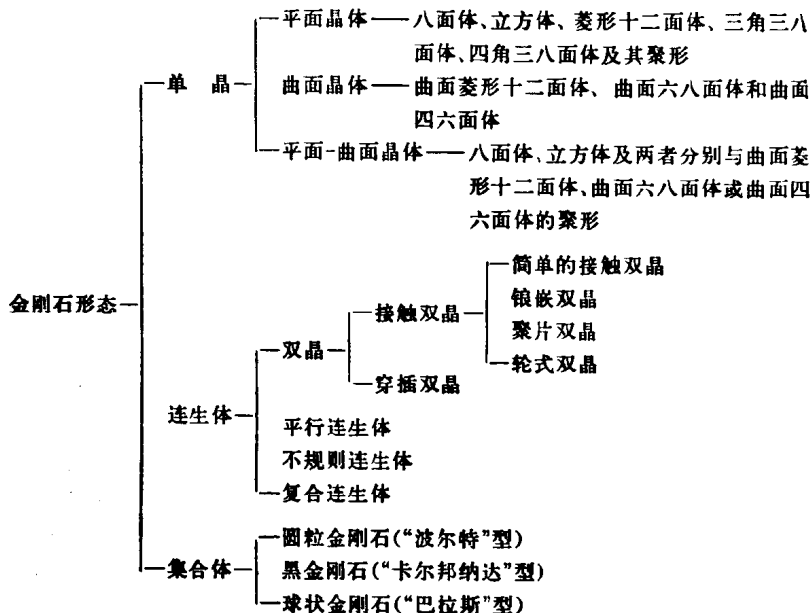 平面晶体——八面体、立方体、菱形十二面体、三角三八
面体、四角三八面体及其聚形
单 晶
曲面晶体——曲面菱形十二面体、曲面六八面体和曲面
四六面体
平面-曲面晶体——八面体、立方体及两者分别与曲面菱
形十二面体、曲面六八面体或曲面四
六面体的聚形
金刚石形态
简单的接触双晶
接触双晶
锒嵌双晶
聚片双晶
轮式双晶
双晶
穿插双晶
连生体
平行连生体
不规则连生体
复合连生体
圆粒金刚石(“波尔特”型)
集合体
黑金刚石(“卡尔邦纳达”型)
球状金刚石(“巴拉斯”型)